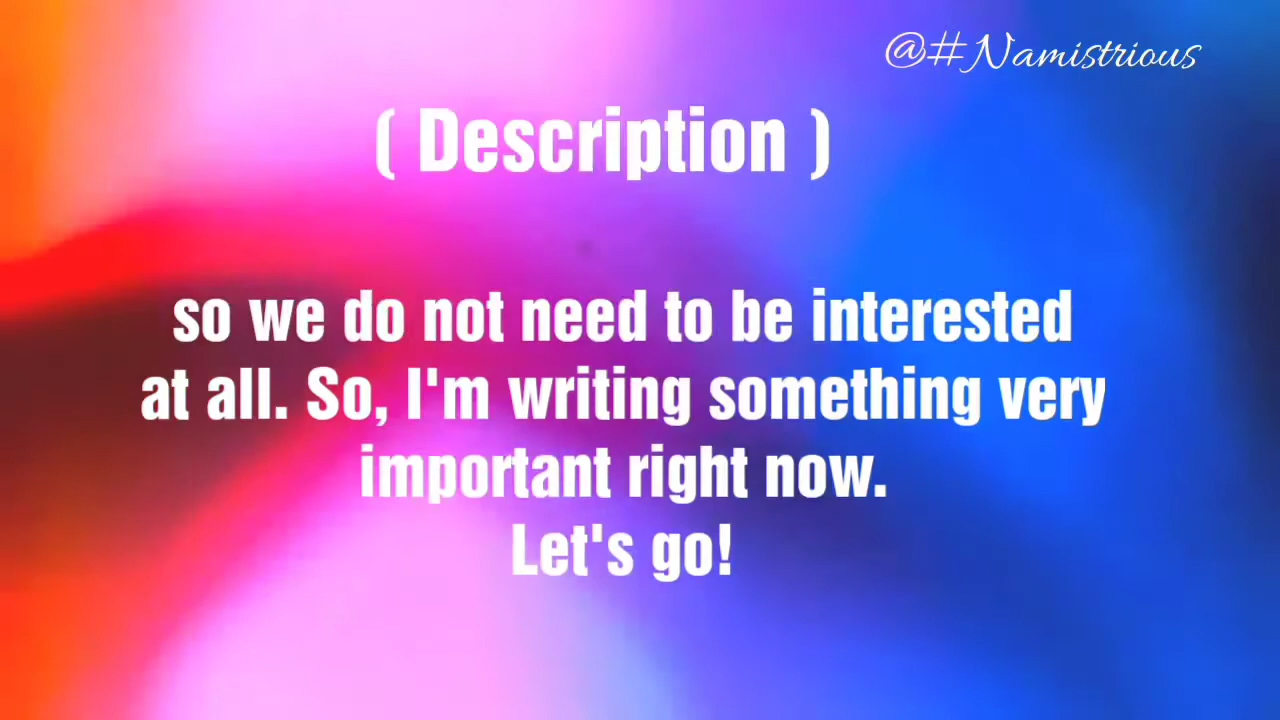 @#Namistrious
( Description )
so we do not need to be interested
at all. So, I'm writing something very
important right now.
Let's go!